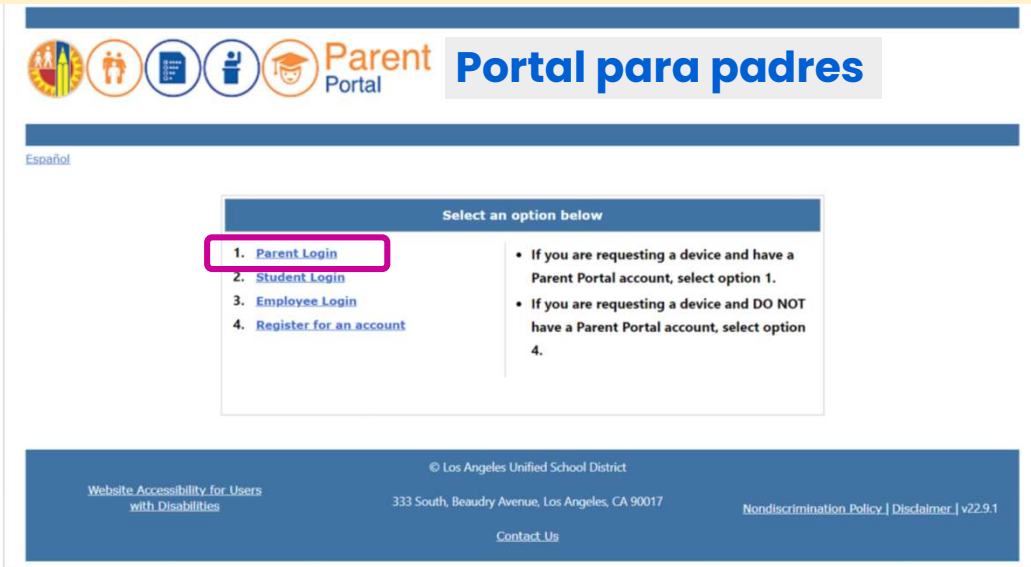 Parent
Portal
Portal para padres
Español
Select an option below
1. Parent Login
2. Student Login
3. Employee Login
4. Register for an account
• If you are requesting a device and have a
Parent Portal account, select option 1.
• If you are requesting a device and DO NOT
have a Parent Portal account, select option
4.
© Los Angeles Unified School District
Website Accessibility for Users
with Disabilities
333 South, Beaudry Avenue, Los Angeles, CA 90017
Nondiscrimination Policy | Disclaimer | v22.9.1
Contact Us